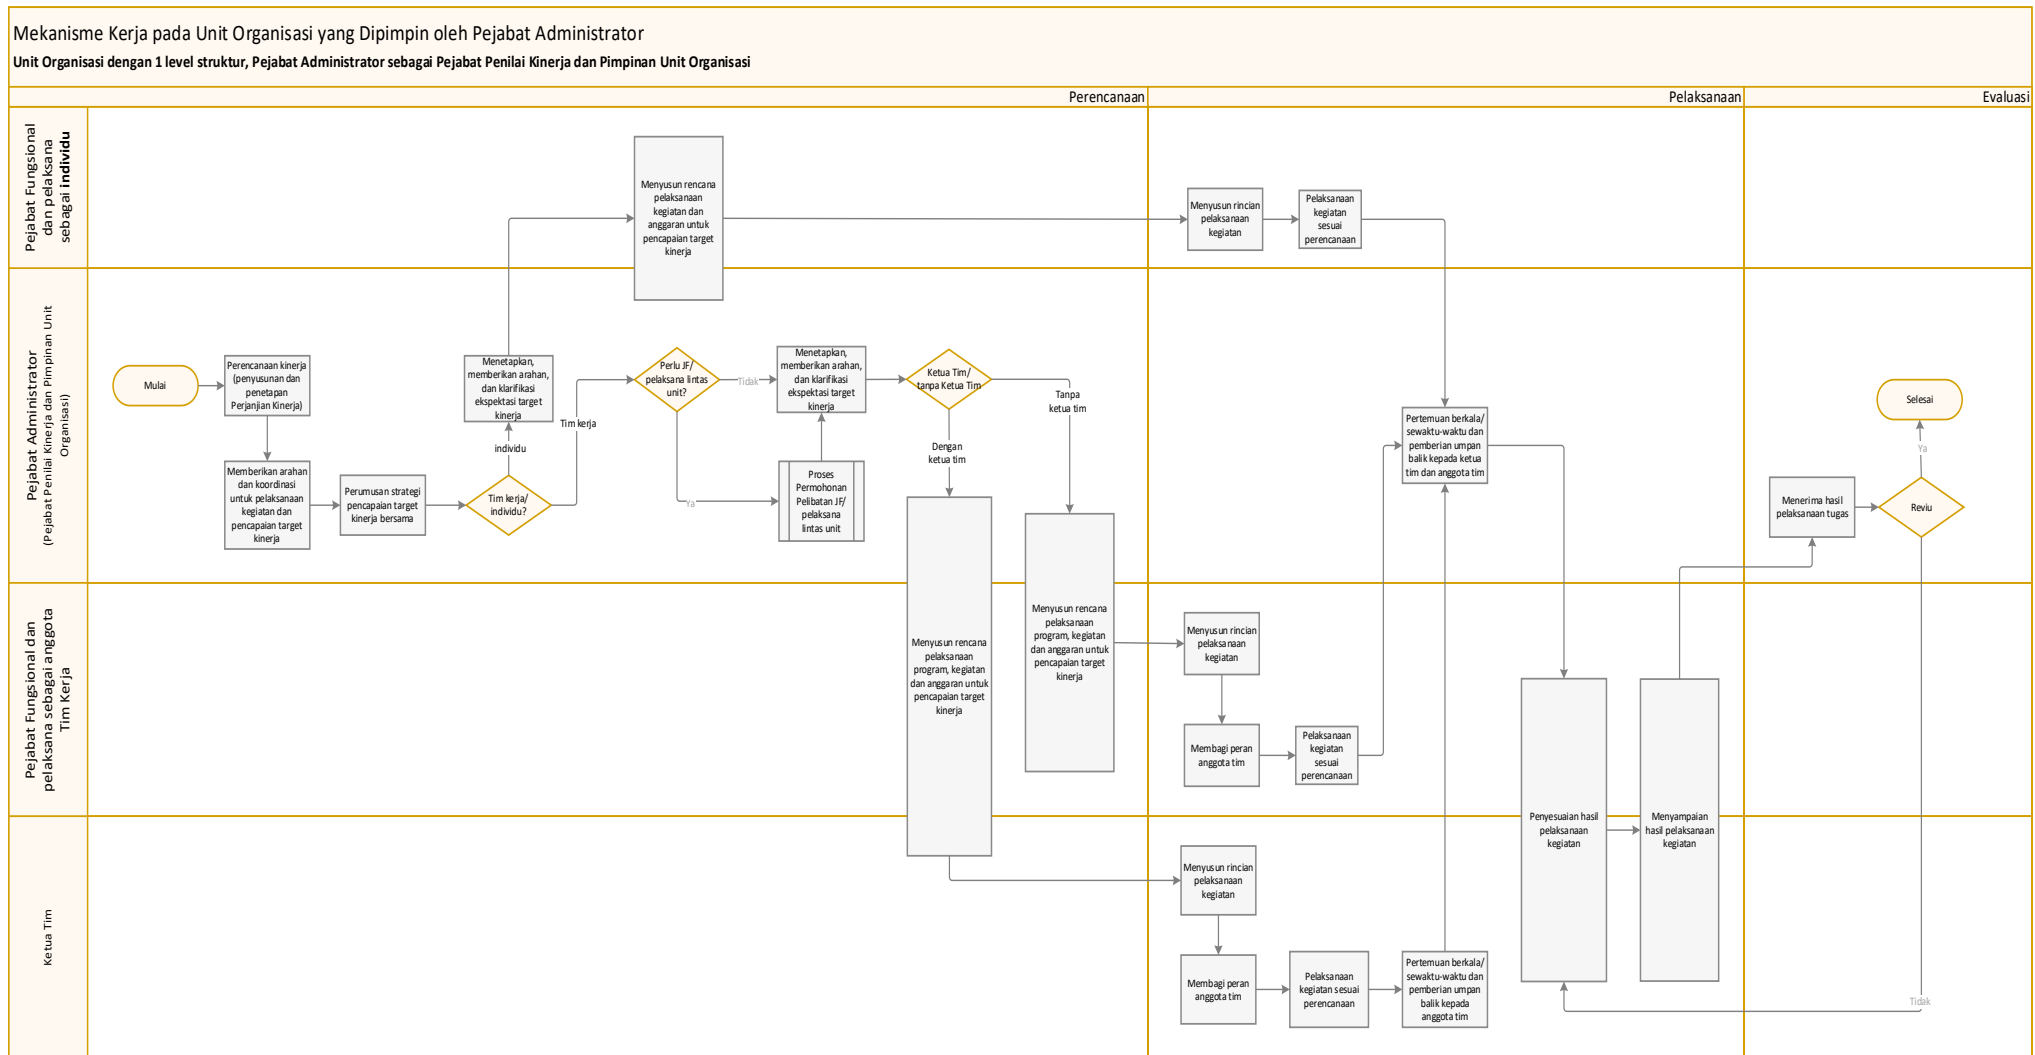 Mekanisme Kerja pada Unit Organisasi yang Dipimpin oleh Pejabat Administrator
Unit Organisasi dengan 1 level struktur, Pejabat Administrator sebagai Pejabat Penilai Kinerja dan Pimpinan Unit Organisasi
Perencanaan
Pelaksanaan
Evaluasi
Pejabat Fungsional
dan pelaksana
sebagai individu
Menyusun rencana
pelaksanaan
kegiatan dan
anggaran untuk
pencapaian target
kinerja
Menyusun rincian
pelaksanaan
kegiatan
Pelaksanaan
kegiatan
sesuai
perencanaan
Pejabat Administrator
(Pejabat Penilai Kinerja dan Pimpinan Unit
Organisasi)
Mulai
Perencanaan kinerja
(penyusunan dan
penetapan
Perjanjian Kinerja)
Memberikan arahan
dan koordinasi
untuk pelaksanaan
kegiatan dan
pencapaian target
kinerja
Perumusan strategi
pencapaian target
kinerja bersama
Tim kerja/
individu?
individu
Menetapkan,
memberikan arahan,
dan klarifikasi
ekspektasi target
kinerja
Tim kerja
Perlu JF/
pelaksana lintas
unit?
Tidak
Ya
Proses
Permohonan
Pelibatan JF/
pelaksana
lintas unit
Menetapkan,
memberikan arahan,
dan klarifikasi
ekspektasi target
kinerja
Ketua Tim/
tanpa Ketua Tim
Dengan
ketua tim
Tanpa
ketua tim
Pertemuan berkala/
sewaktu-waktu dan
pemberian umpan
balik kepada ketua
tim dan anggota tim
Menerima hasil
pelaksanaan tugas
Reviu
Ya
Selesai
Tidak
Pejabat Fungsional dan
pelaksana sebagai anggota
Tim Kerja
Menyusun rencana
pelaksanaan
program, kegiatan
dan anggaran untuk
pencapaian target
kinerja
Menyusun rencana
pelaksanaan
program, kegiatan
dan anggaran untuk
pencapaian target
kinerja
Menyusun rincian
pelaksanaan
kegiatan
Membagi peran
anggota tim
Pelaksanaan
kegiatan
sesuai
perencanaan
Penyesuaian hasil
pelaksanaan
kegiatan
Menyampaian
hasil pelaksanaan
kegiatan
Ketua Tim
Menyusun rincian
pelaksanaan
kegiatan
Membagi peran
anggota tim
Pelaksanaan
kegiatan sesuai
perencanaan
Pertemuan berkala/
sewaktu-waktu dan
pemberian umpan
balik kepada
anggota tim